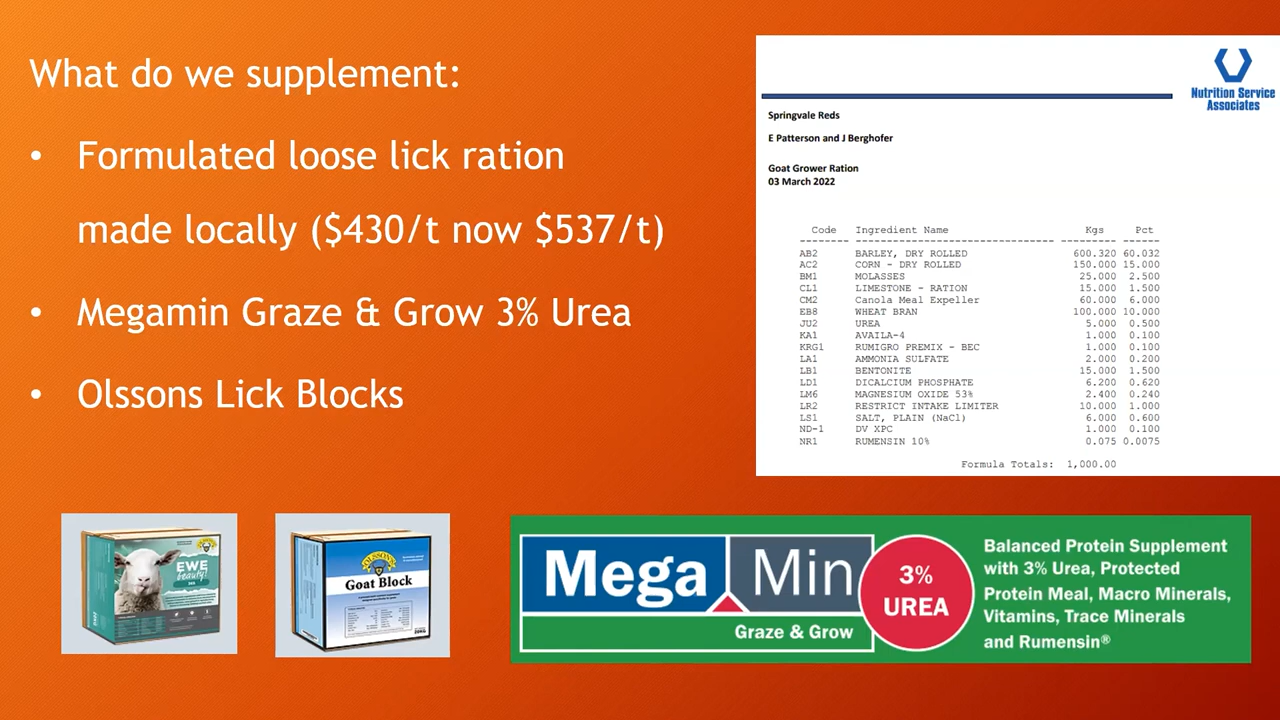 What do we supplement:
• Formulated loose lick ration
made locally ($430/t now $537/t)
• Megamin Graze & Grow 3% Urea
• Olssons Lick Blocks
Nutrition Service
Associates
Springvale Reds
E Patterson and J Berghofer
Goat Grower Ration
03 March 2022
Code Ingredient Name Kgs Pct
AB2 BARLEY, DRY ROLLED 600.320 60.032
AC2 CORN - DRY ROLLED 150.000 15.000
BM1 MOLASSES 25.000 2.500
CL1 LIMESTONE - RATION 15.000 1.500
CM2 Canola Meal Expeller 60.000 6.000
EB8 WHEAT BRAN 100.000 10.000
JU2 UREA 5.000 0.500
KA1 AVAILA-4 1.000 0.100
KRG1 RUMIGRO PREMIX - BEC 1.000 0.100
LA1 AMMONIA SULFATE 2.000 0.200
LB1 BENTONITE 15.000 1.500
LD1 DICALCIUM PHOSPHATE 6.200 0.620
LM6 MAGNESIUM OXIDE 53% 2.400 0.240
LR2 RESTRICT INTAKE LIMITER 10.000 1.000
LS1 SALT, PLAIN (NaCl) 6.000 0.600
ND-1 DV XPC 1.000 0.100
NR1 RUMENSIN 10% 0.075 0.0075
Formula Totals: 1,000.00
EWE
beauty!
OLSSONS
Goat Block
Mega Min
Graze & Grow
3%
UREA
Balanced Protein Supplement
with 3% Urea, Protected
Protein Meal, Macro Minerals,
Vitamins, Trace Minerals
and Rumensin®